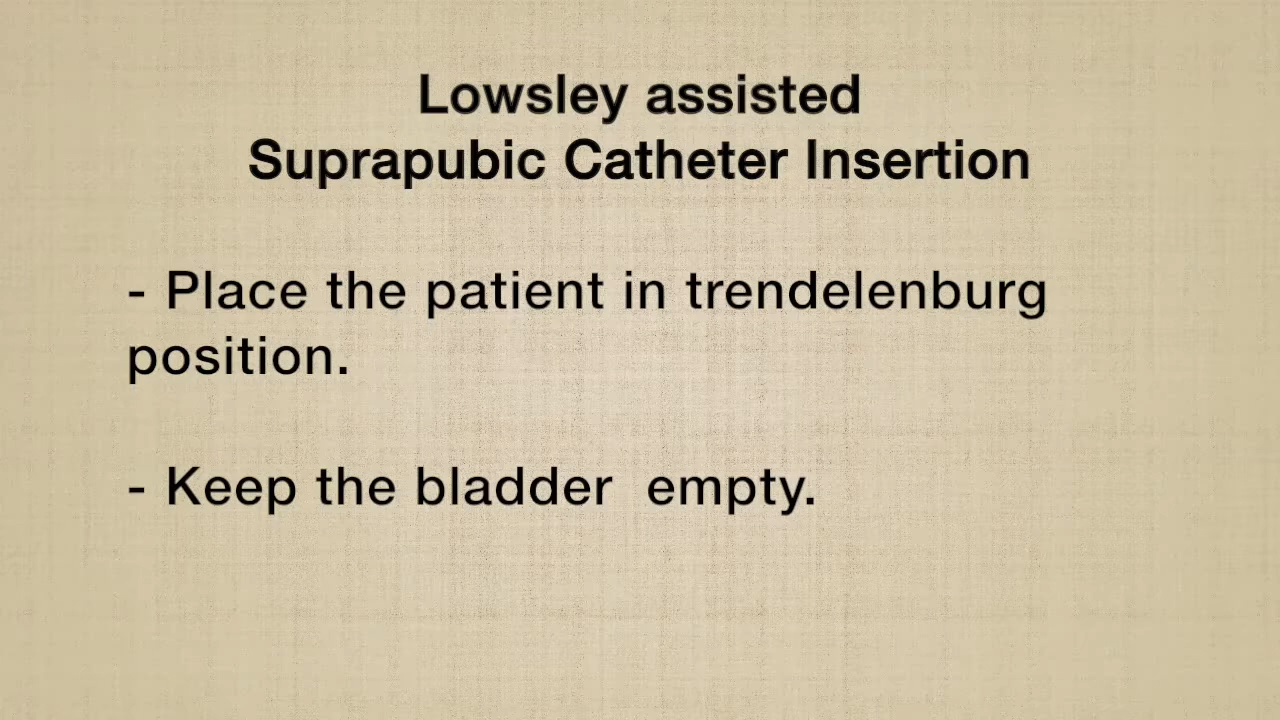 Lowsley assisted
Suprapubic Catheter Insertion
- Place the patient in trendelenburg
position.
- Keep the bladder  empty.